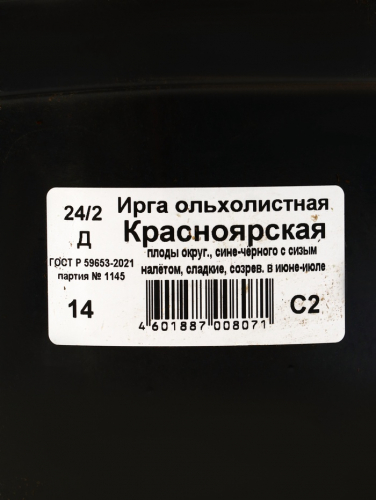 24/2
Д
ГОСТ Р 59653-2021
партия № 1145
14
Ирга ольхолистная
Красноярская
плоды округ., сине-чёрного с сизым
налётом, сладкие, созрев. в июне-июле
4 601887 008071
С2